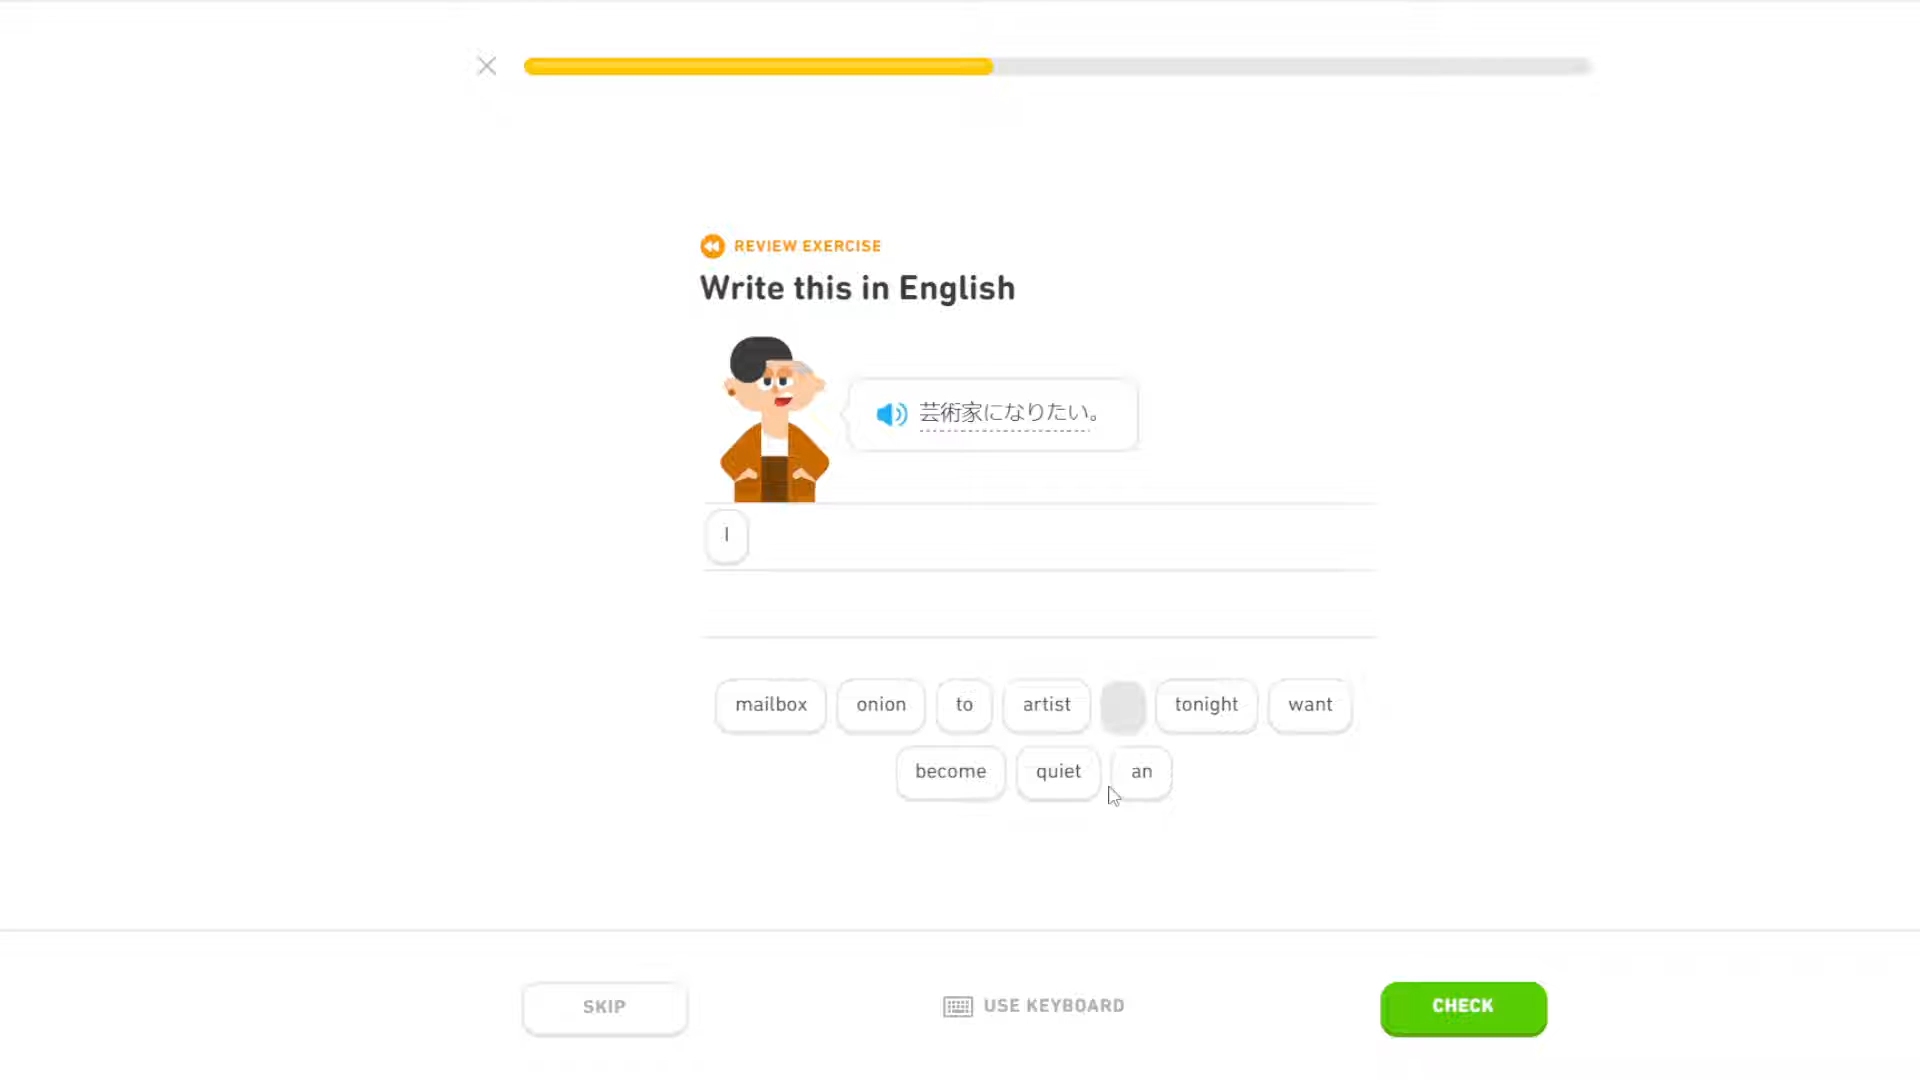 REVIEW EXERCISE
Write this in English
芸術家になりたい。
I
mailbox onion to artist tonight want
become quiet an
SKIP USE KEYBOARD CHECK